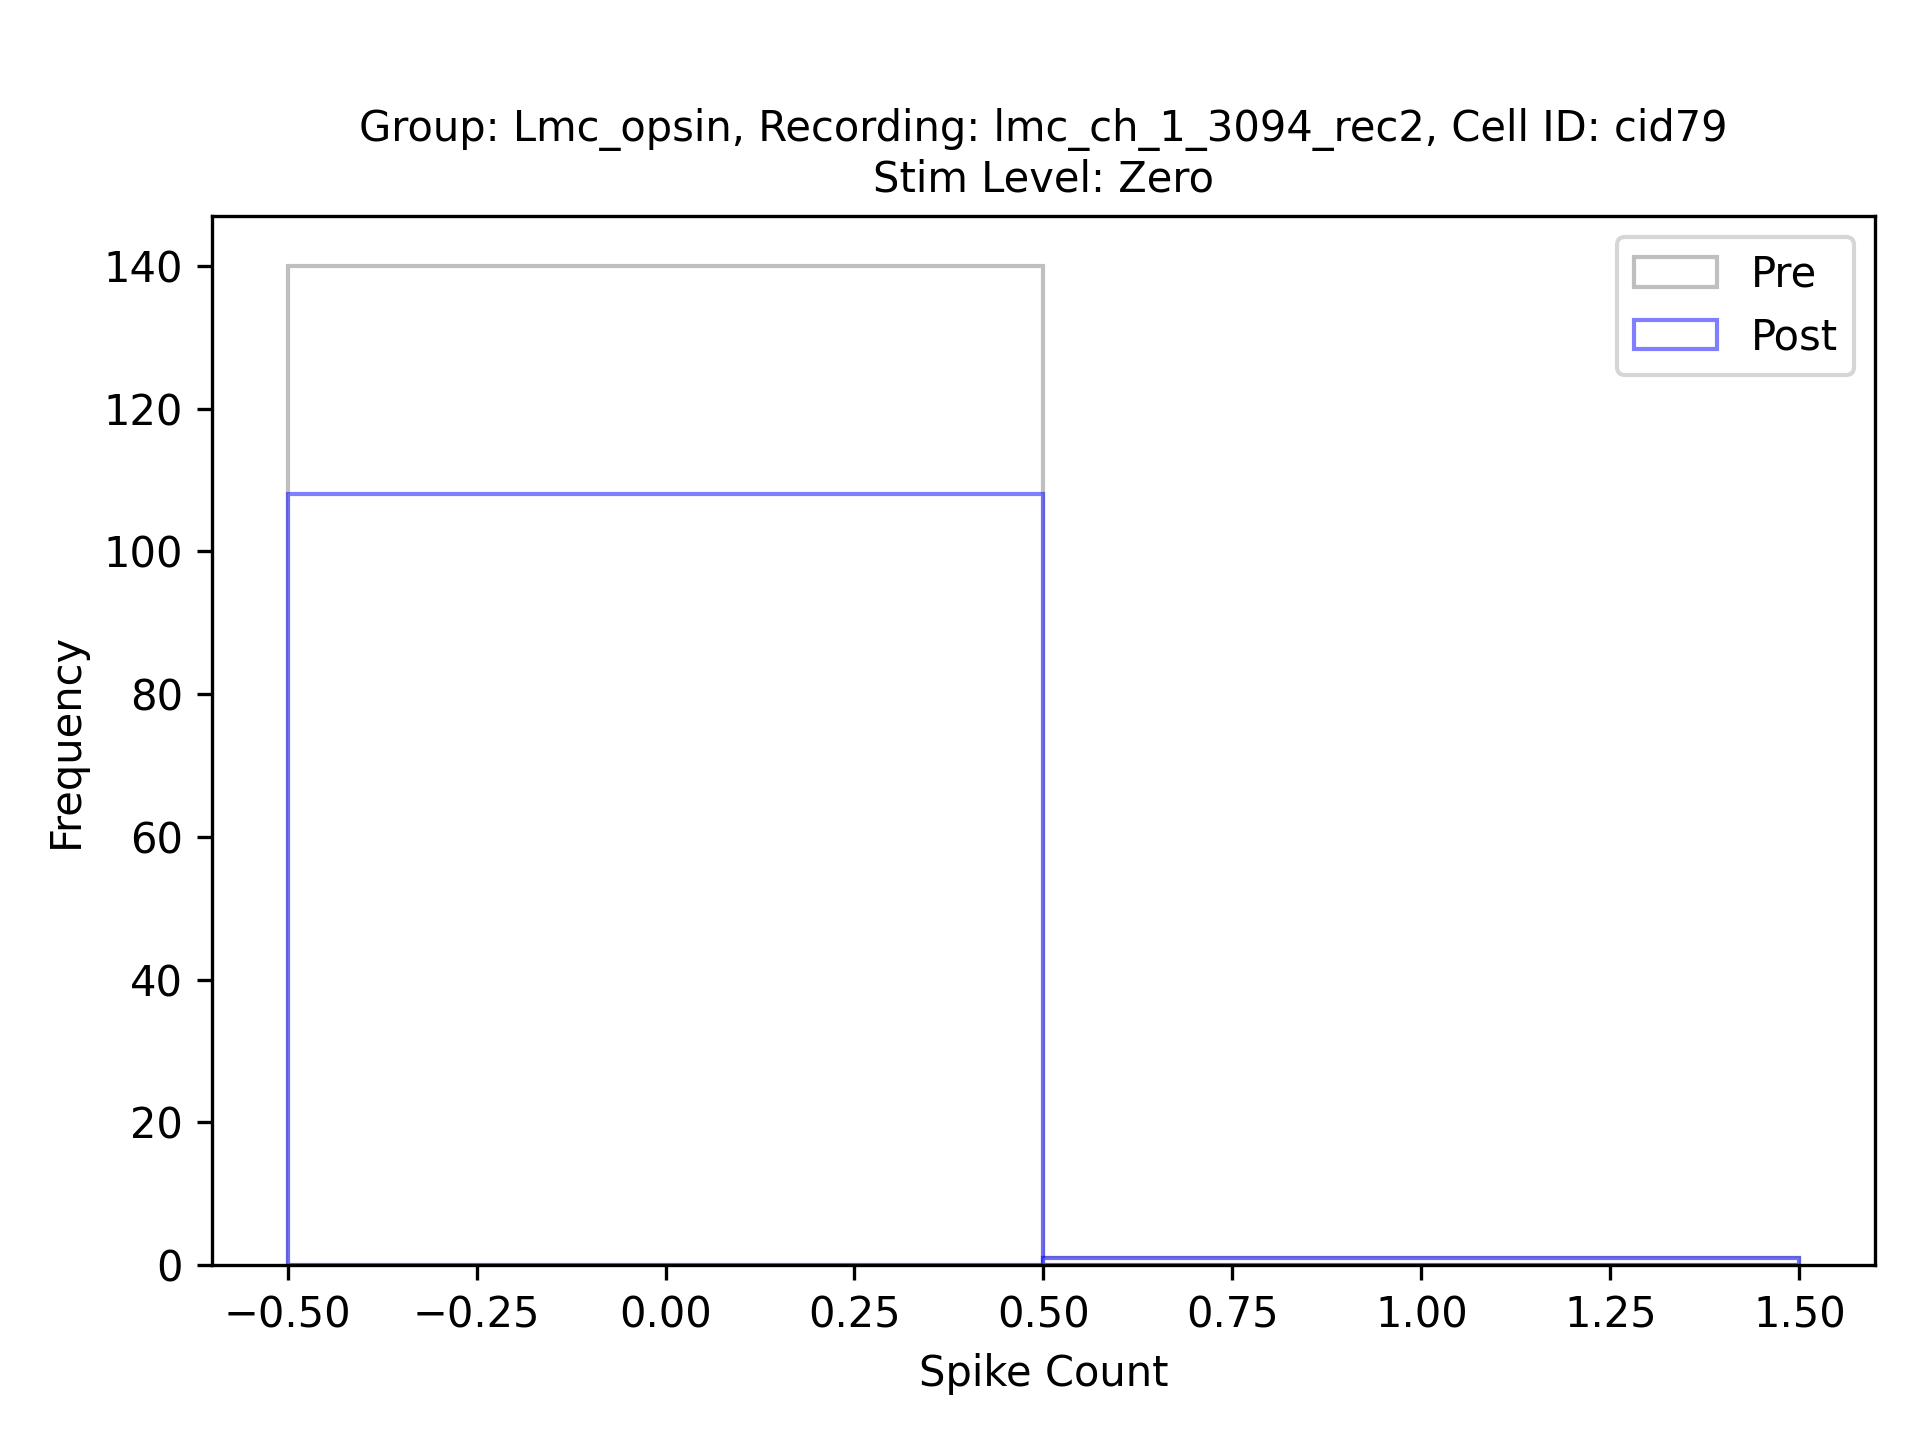 Group: Lmc_opsin, Recording: lmc_ch_1_3094_rec2, Cell ID: cid79
Stim Level: Zero
Pre
Post
140
120
100
80
60
40
20
0
Frequency
−0.50 −0.25 0.00 0.25 0.50 0.75 1.00 1.25 1.50
Spike Count